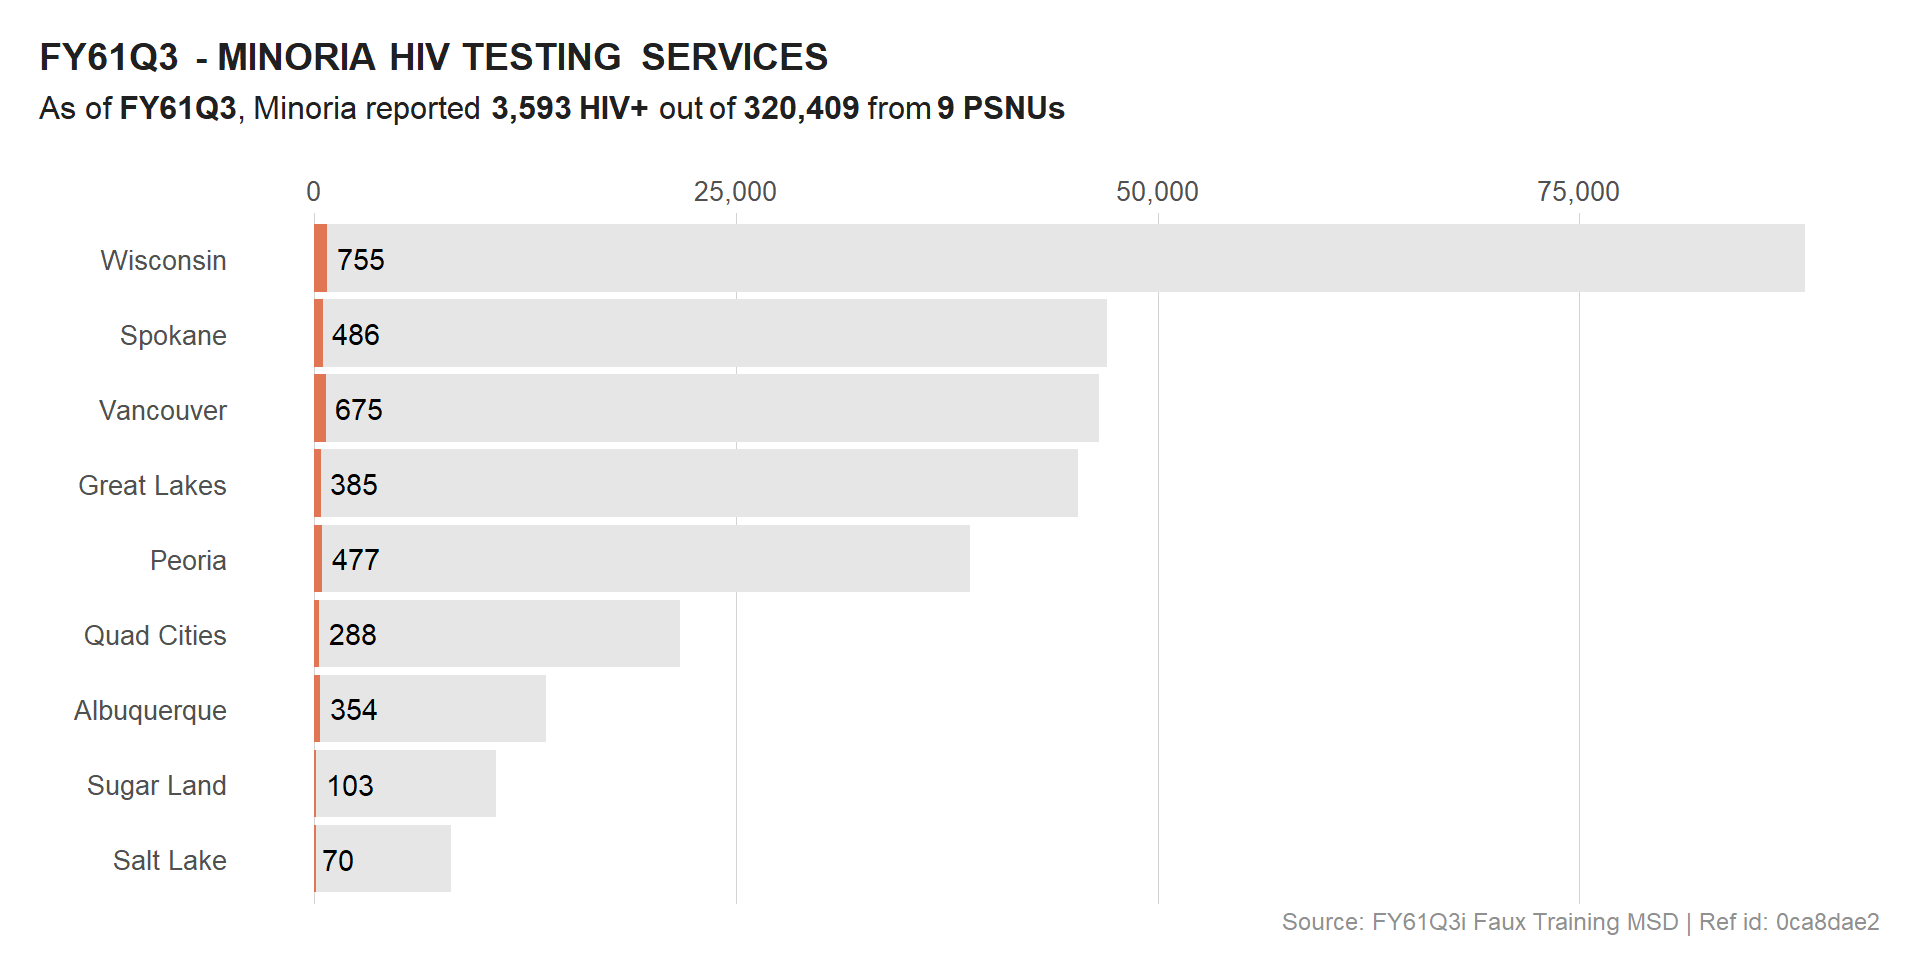 FY61Q3 - MINORIA HIV TESTING SERVICES
As of FY61Q3, Minoria reported 3,593 HIV+ out of 320,409 from 9 PSNUs
0 25,000 50,000 75,000
Wisconsin 755
Spokane 486
Vancouver 675
Great Lakes 385
Peoria 477
Quad Cities 288
Albuquerque 354
Sugar Land 103
Salt Lake 70
Source: FY61Q3i Faux Training MSD | Ref id: 0ca8dae2